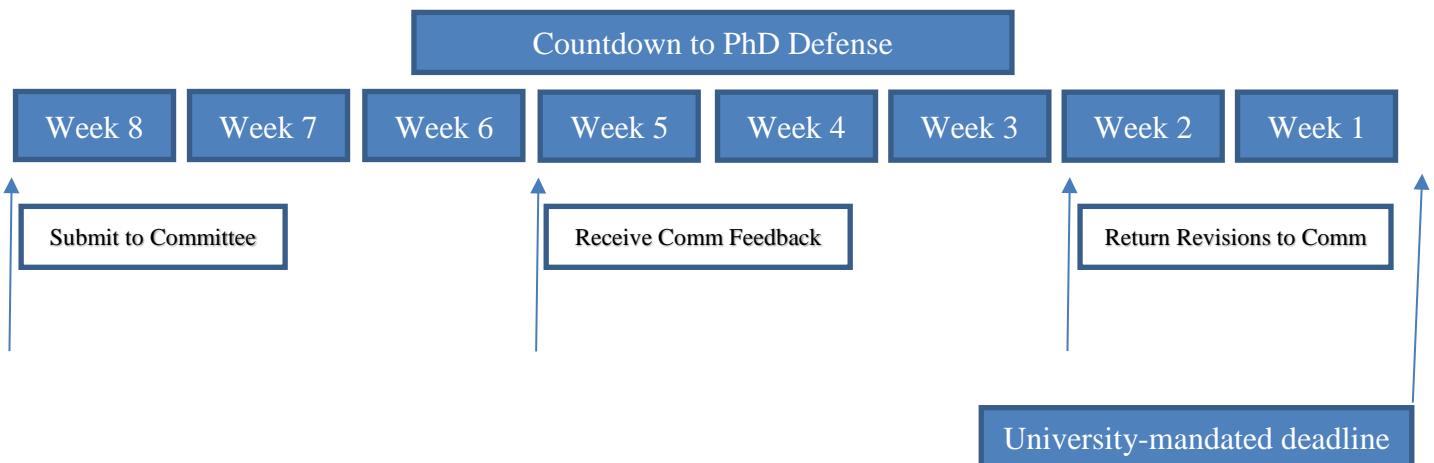 Countdown to PhD Defense
Week 8
Week 7
Week 6
Week 5
Week 4
Week 3
Week 2
Week 1
Submit to Committee
Receive Comm Feedback
Return Revisions to Comm
University-mandated deadline